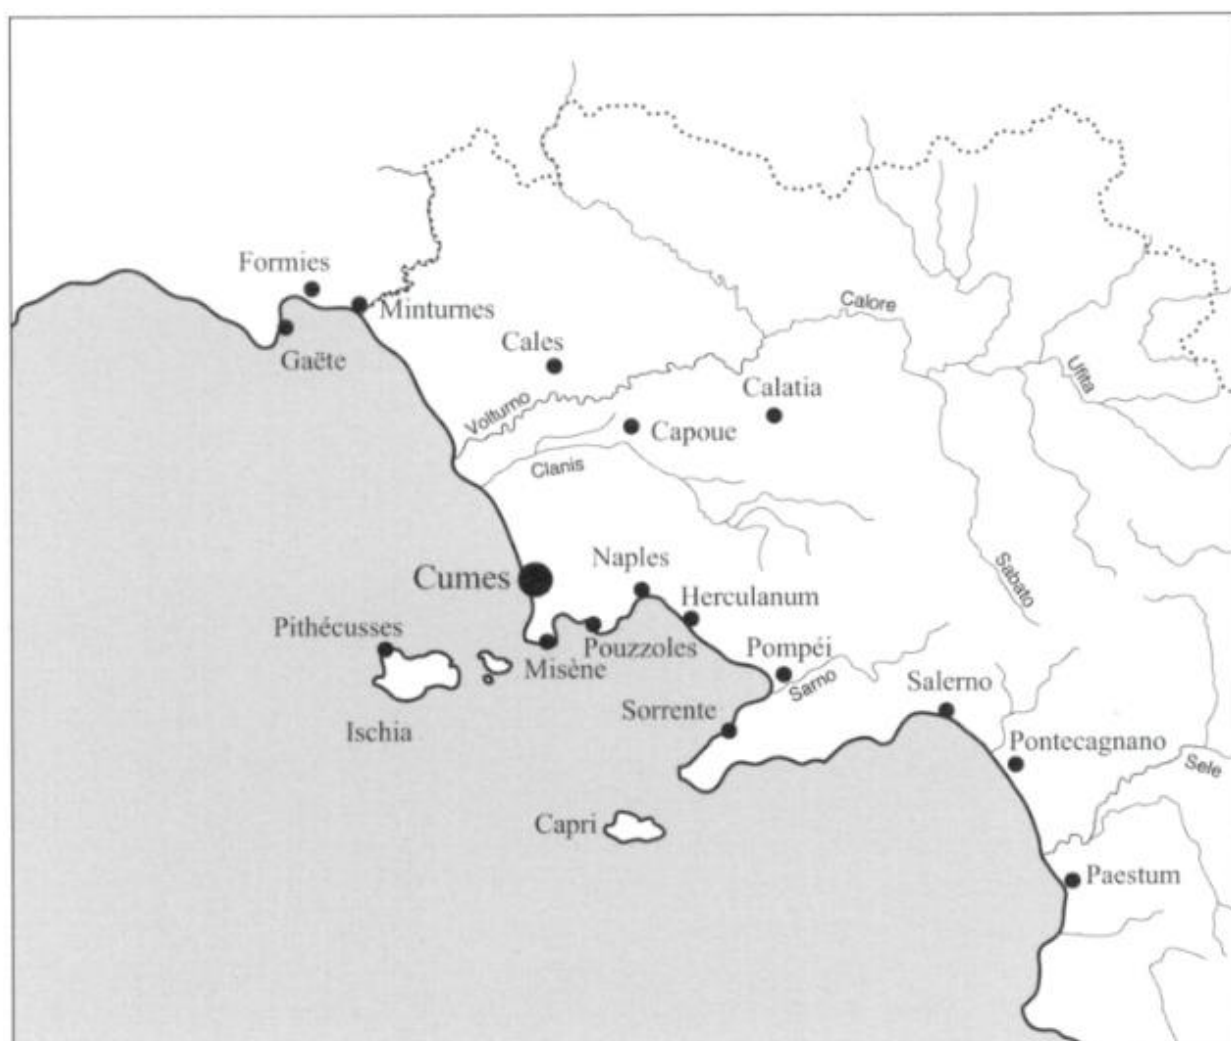 Formies
Minturnes
Gaëte
Calore
Cales
Ufita
Calatia
Volturno
Capoue
Clanis
Naples
Cumes
Herculanum
Sabato
Pithécusses
Pouzzoles
Pompéi
Misène
Sarno
Salerno
Sorrente
Ischia
Pontecagnano
Sele
Capri
Paestum